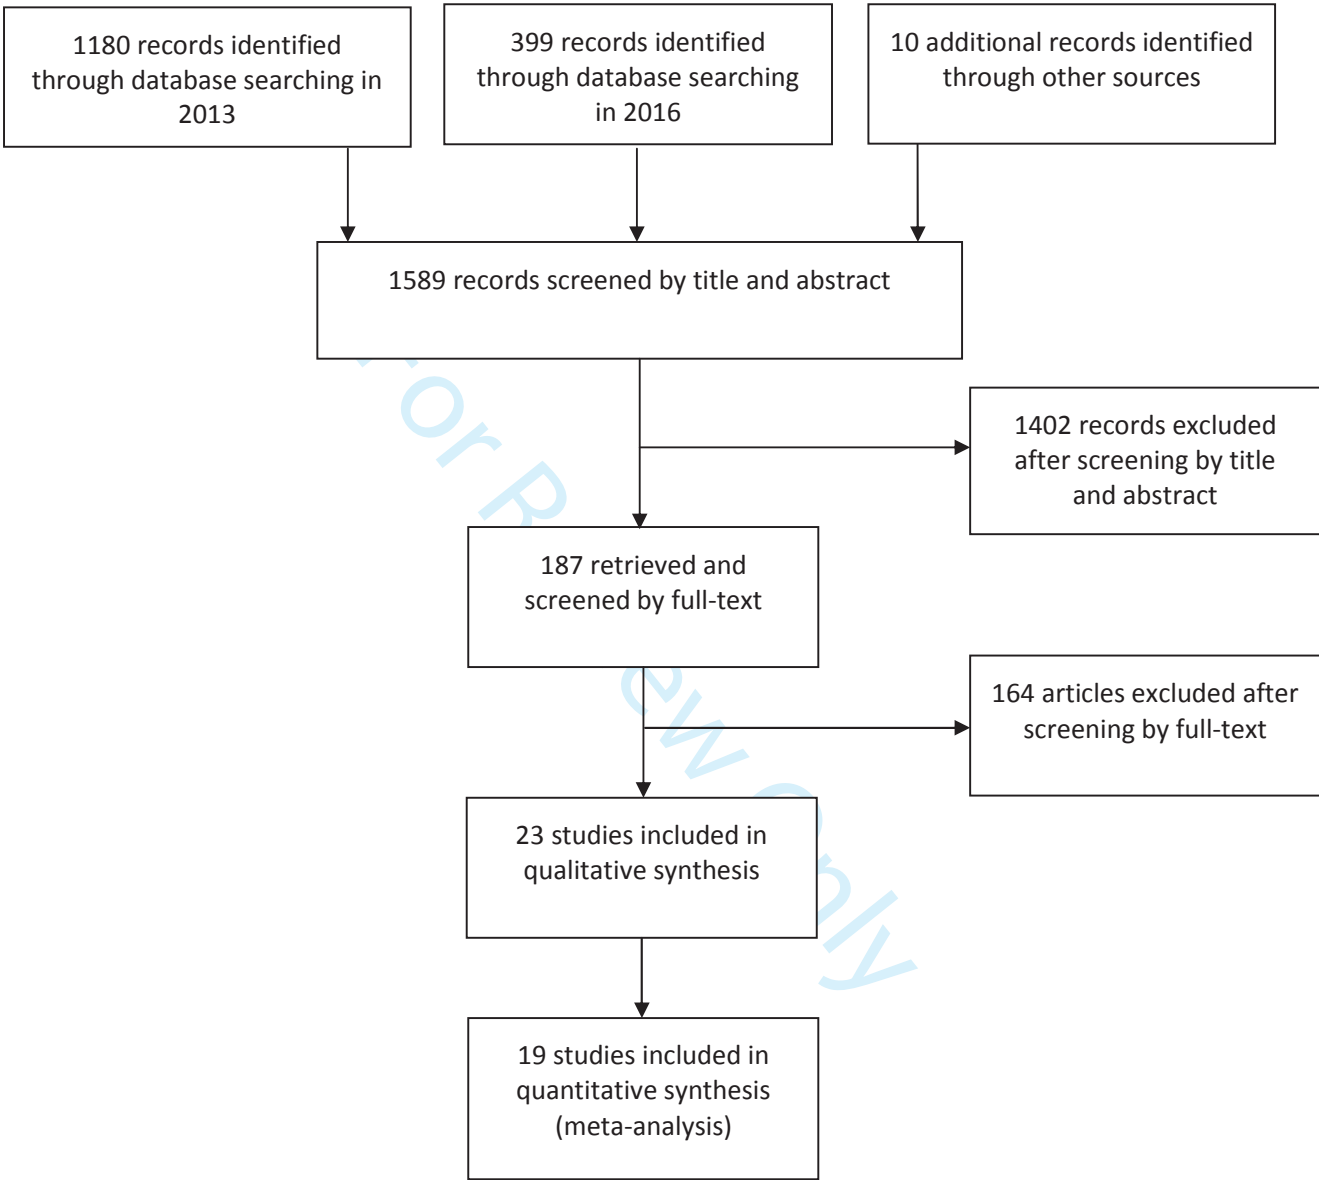 1180 records identified
through database searching in
2013
399 records identified
through database searching
in 2016
10 additional records identified
through other sources
1589 records screened by title and abstract
1402 records excluded
after screening by title
and abstract
187 retrieved and
screened by full-text
164 articles excluded after
screening by full-text
23 studies included in
qualitative synthesis
19 studies included in
quantitative synthesis
(meta-analysis)
For Review Only